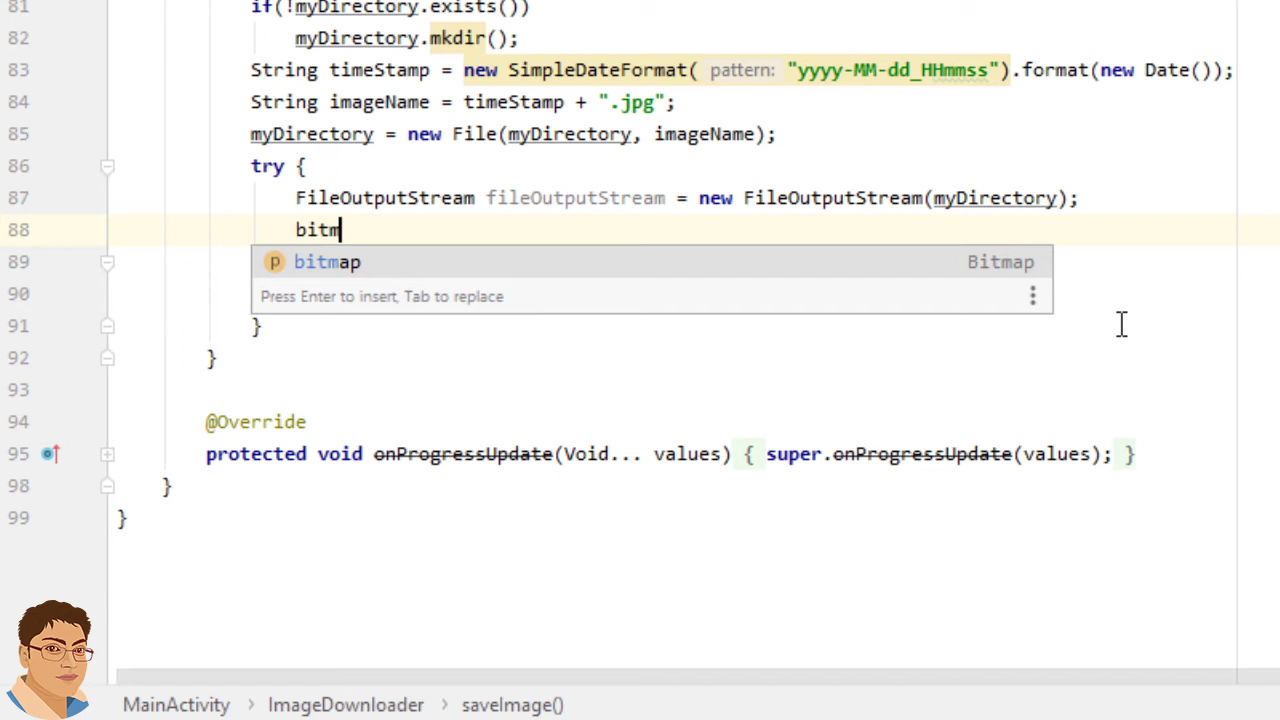 81 if(!myDirectory.exists())
82 myDirectory.mkdir();
83 String timeStamp = new SimpleDateFormat( pattern: "yyyy-MM-dd_HHmmss").format(new Date());
84 String imageName = timeStamp + ".jpg";
85 myDirectory = new File(myDirectory, imageName);
86 try {
87 FileOutputStream fileOutputStream = new FileOutputStream(myDirectory);
88 bitm
89 p bitmap Bitmap
90 Press Enter to insert, Tab to replace
91 }
92 }
93
94 @Override
95 protected void onProgressUpdate(Void... values) { super.onProgressUpdate(values); }
98 }
99 }
MainActivity > ImageDownloader > saveImage()